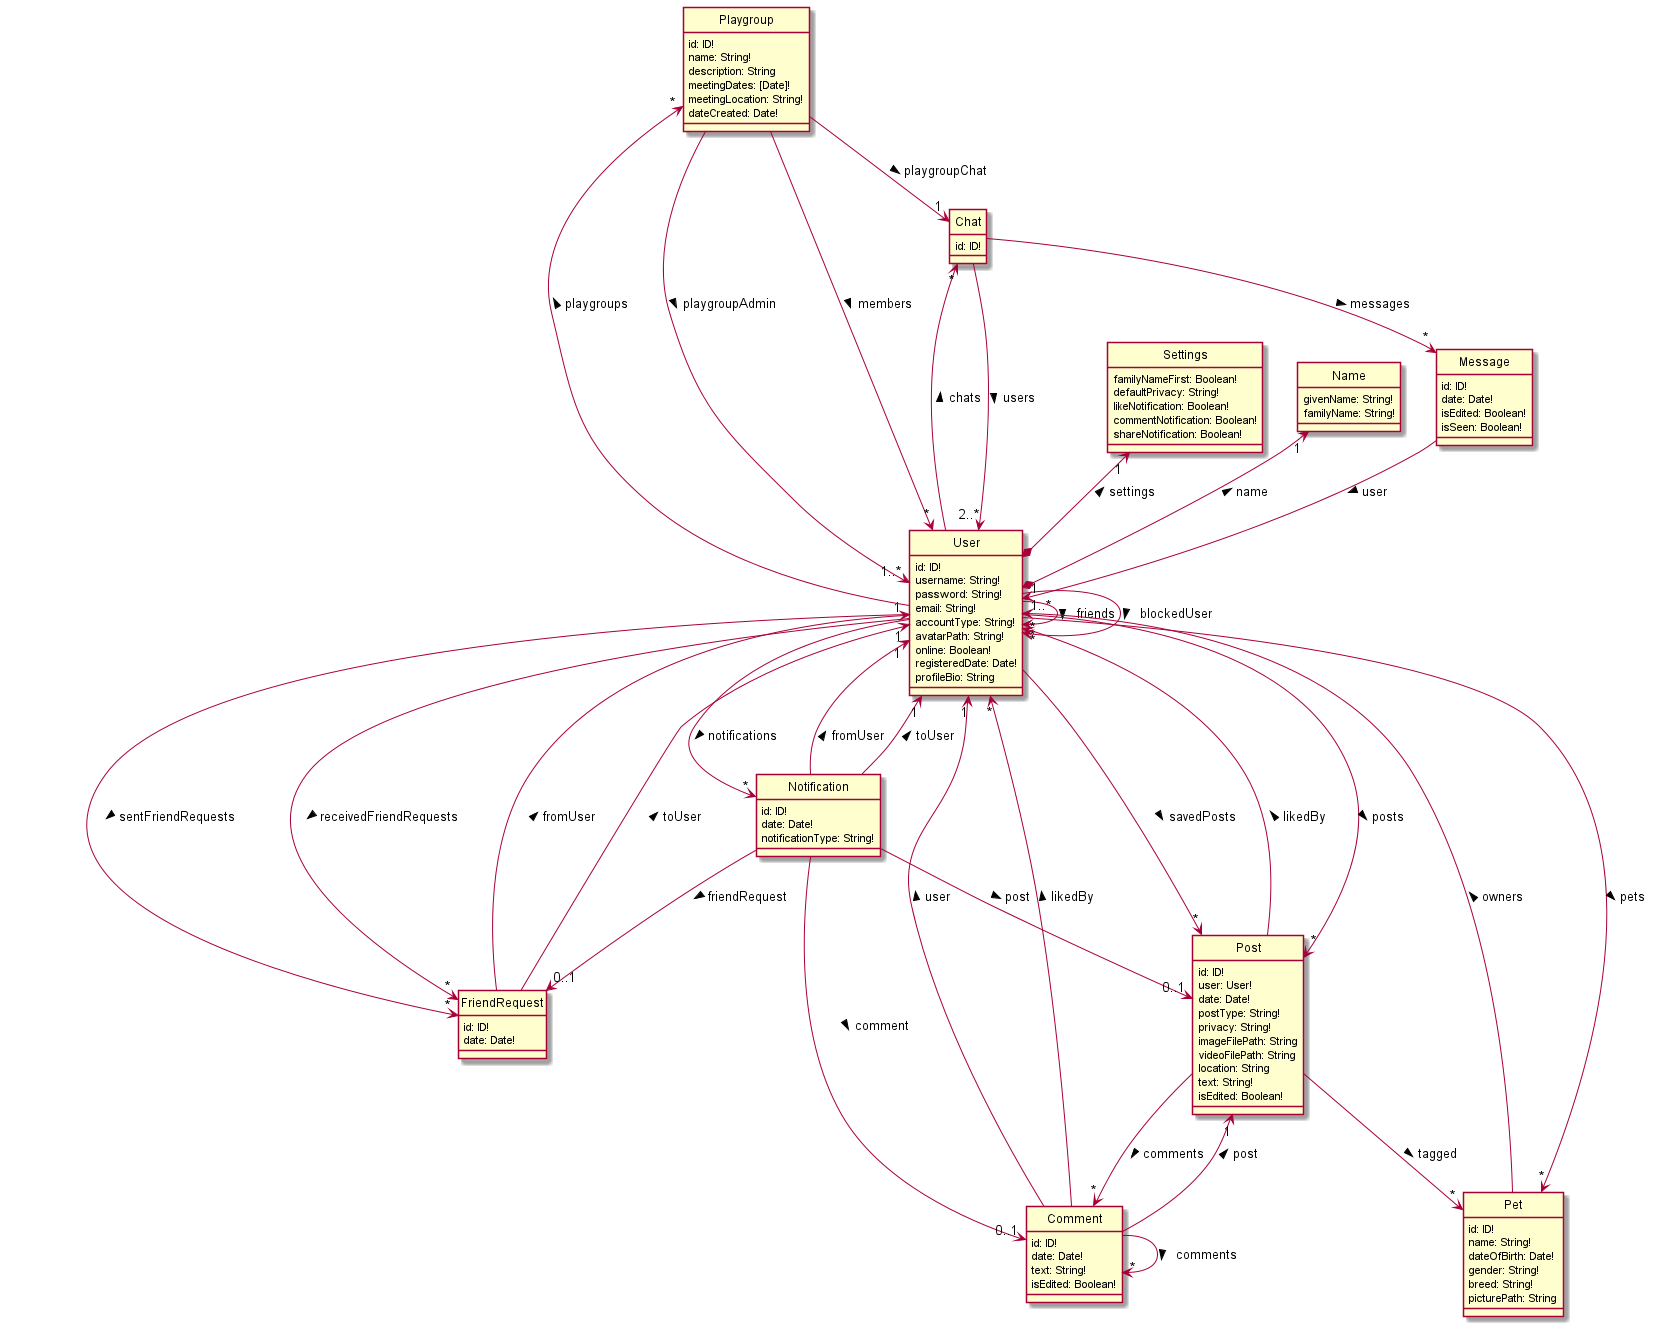 Playgroup
id: ID!
name: String!
description: String
meetingDates: [Date]!
meetingLocation: String!
dateCreated: Date!
*
playgroupChat
1
Chat
id: ID!
*
playgroups
playgroupAdmin
members
messages
*
Settings
familyNameFirst: Boolean!
defaultPrivacy: String!
likeNotification: Boolean!
commentNotification: Boolean!
shareNotification: Boolean!
1
Name
givenName: String!
familyName: String!
1
Message
id: ID!
date: Date!
isEdited: Boolean!
isSeen: Boolean!
chats
users
settings
name
user
*
2..*
1..*
User
id: ID!
username: String!
password: String!
email: String!
accountType: String!
avatarPath: String!
online: Boolean!
registeredDate: Date!
profileBio: String
1
1
1
1
1..*
*
*
friends
blockedUser
1
1
*
notifications
fromUser
toUser
*
Notification
id: ID!
date: Date!
notificationType: String!
sentFriendRequests
receivedFriendRequests
fromUser
toUser
savedPosts
likedBy
posts
friendRequest
post
user
likedBy
owners
pets
*
*
0..1
FriendRequest
id: ID!
date: Date!
*
*
0..1
Post
id: ID!
user: User!
date: Date!
postType: String!
privacy: String!
imageFilePath: String
videoFilePath: String
location: String
text: String!
isEdited: Boolean!
comment
1
comments
post
tagged
*
*
*
0..1
Comment
id: ID!
date: Date!
text: String!
isEdited: Boolean!
*
comments
Pet
id: ID!
name: String!
dateOfBirth: Date!
gender: String!
breed: String!
picturePath: String